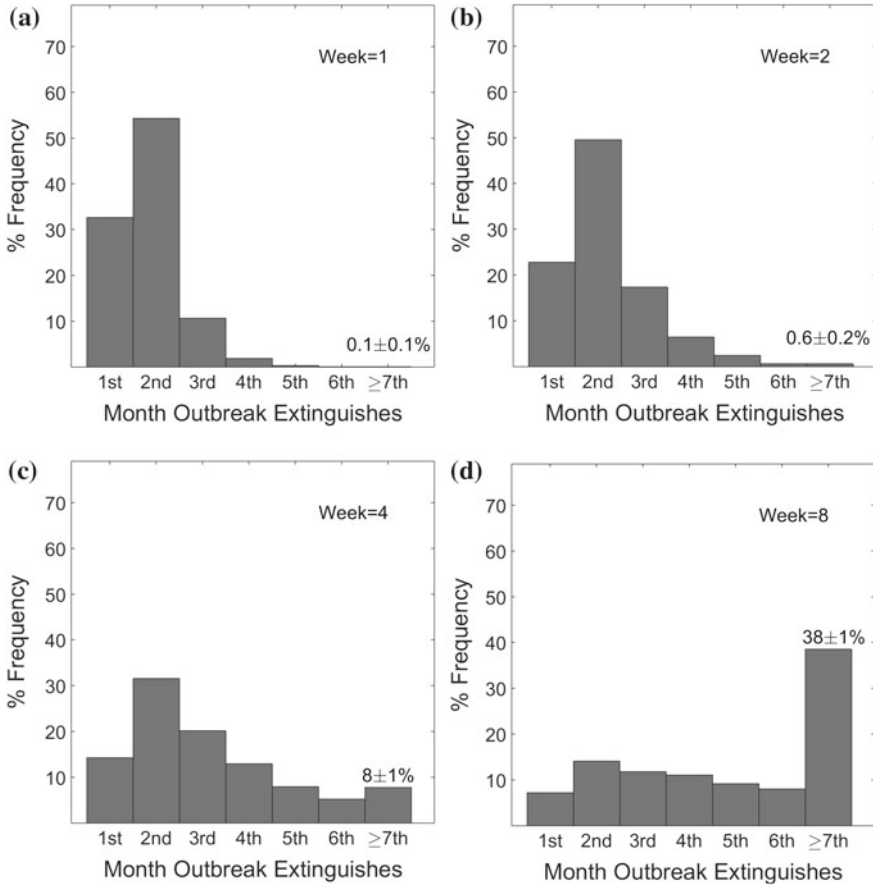 (a)
Week=1
70
60
50
40
30
20
10
% Frequency
0.1±0.1%
1st 2nd 3rd 4th 5th 6th ≥7th
Month Outbreak Extinguishes
(b)
Week=2
70
60
50
40
30
20
10
% Frequency
0.6±0.2%
1st 2nd 3rd 4th 5th 6th ≥7th
Month Outbreak Extinguishes
(c)
Week=4
70
60
50
40
30
20
10
% Frequency
8±1%
1st 2nd 3rd 4th 5th 6th ≥7th
Month Outbreak Extinguishes
(d)
Week=8
70
60
50
40
30
20
10
% Frequency
38±1%
1st 2nd 3rd 4th 5th 6th ≥7th
Month Outbreak Extinguishes